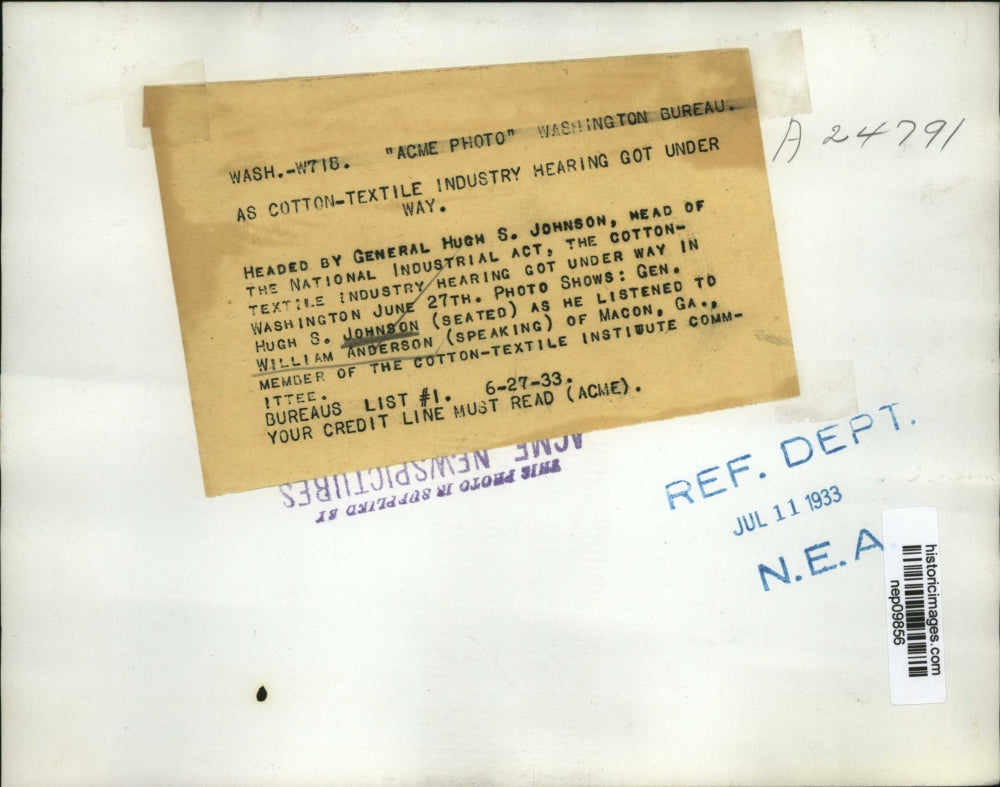 WASH.-W718. "ACME PHOTO" WASHINGTON BUREAU.
AS COTTON-TEXTILE INDUSTRY HEARING GOT UNDER
WAY.
HEADED BY GENERAL HUGH S. JOHNSON, HEAD OF
THE NATIONAL INDUSTRIAL ACT, THE COTTON-
TEXTILE INDUSTRY HEARING GOT UNDER WAY IN
WASHINGTON JUNE 27TH. PHOTO SHOWS: GEN.
HUGH S. JOHNSON (SEATED) AS HE LISTENED TO
WILLIAM ANDERSON (SPEAKING) OF MACON, GA.,
MEMBER OF THE COTTON-TEXTILE INSTITUTE COMM-
ITTEE.
BUREAUS LIST #1. 6-27-33.
YOUR CREDIT LINE MUST READ (ACME).
A 24791
THIS PHOTO IS SUPPLIED BY
ACME NEWSPICTURES
REF. DEPT.
JUL 11 1933
N.E.A
historicimages.com
nep09856